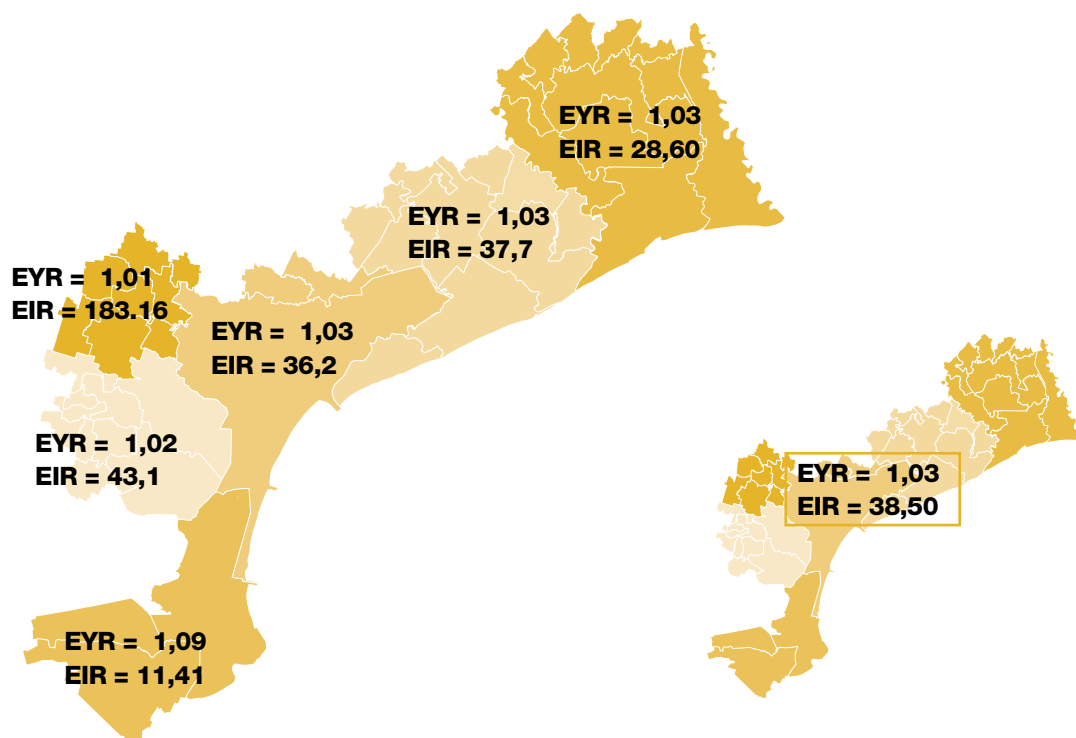 EYR = 1,03
EIR = 28,60
EYR = 1,03
EIR = 37,7
EYR = 1,01
EIR = 183.16
EYR = 1,03
EIR = 36,2
EYR = 1,02
EIR = 43,1
EYR = 1,03
EIR = 38,50
EYR = 1,09
EIR = 11,41